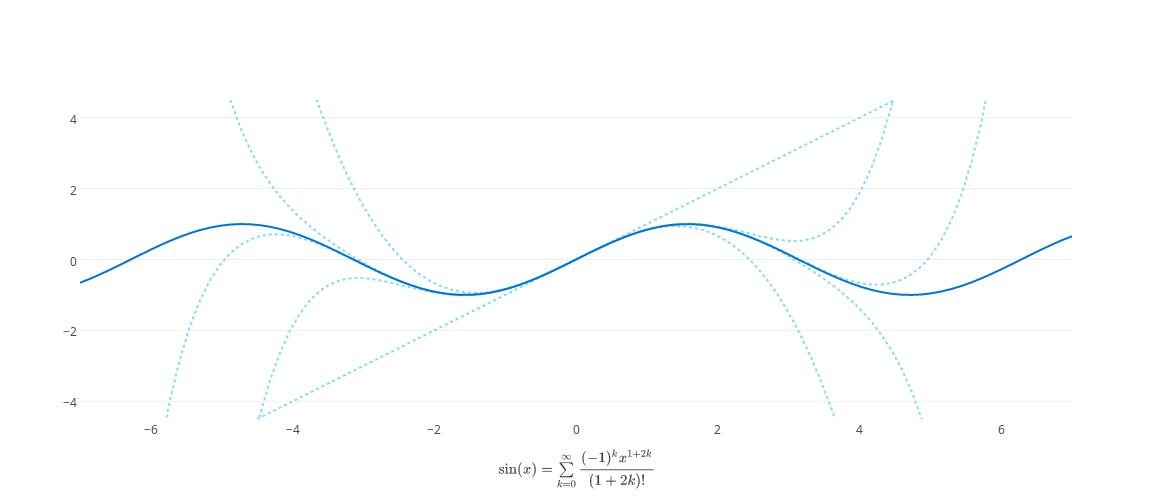 4
2
0
−2
−4
−6 −4 −2 0 2 4 6
sin(x) = ∑_{k=0}^{∞} \frac{(−1)^k x^{1+2k}}{(1 + 2k)!}